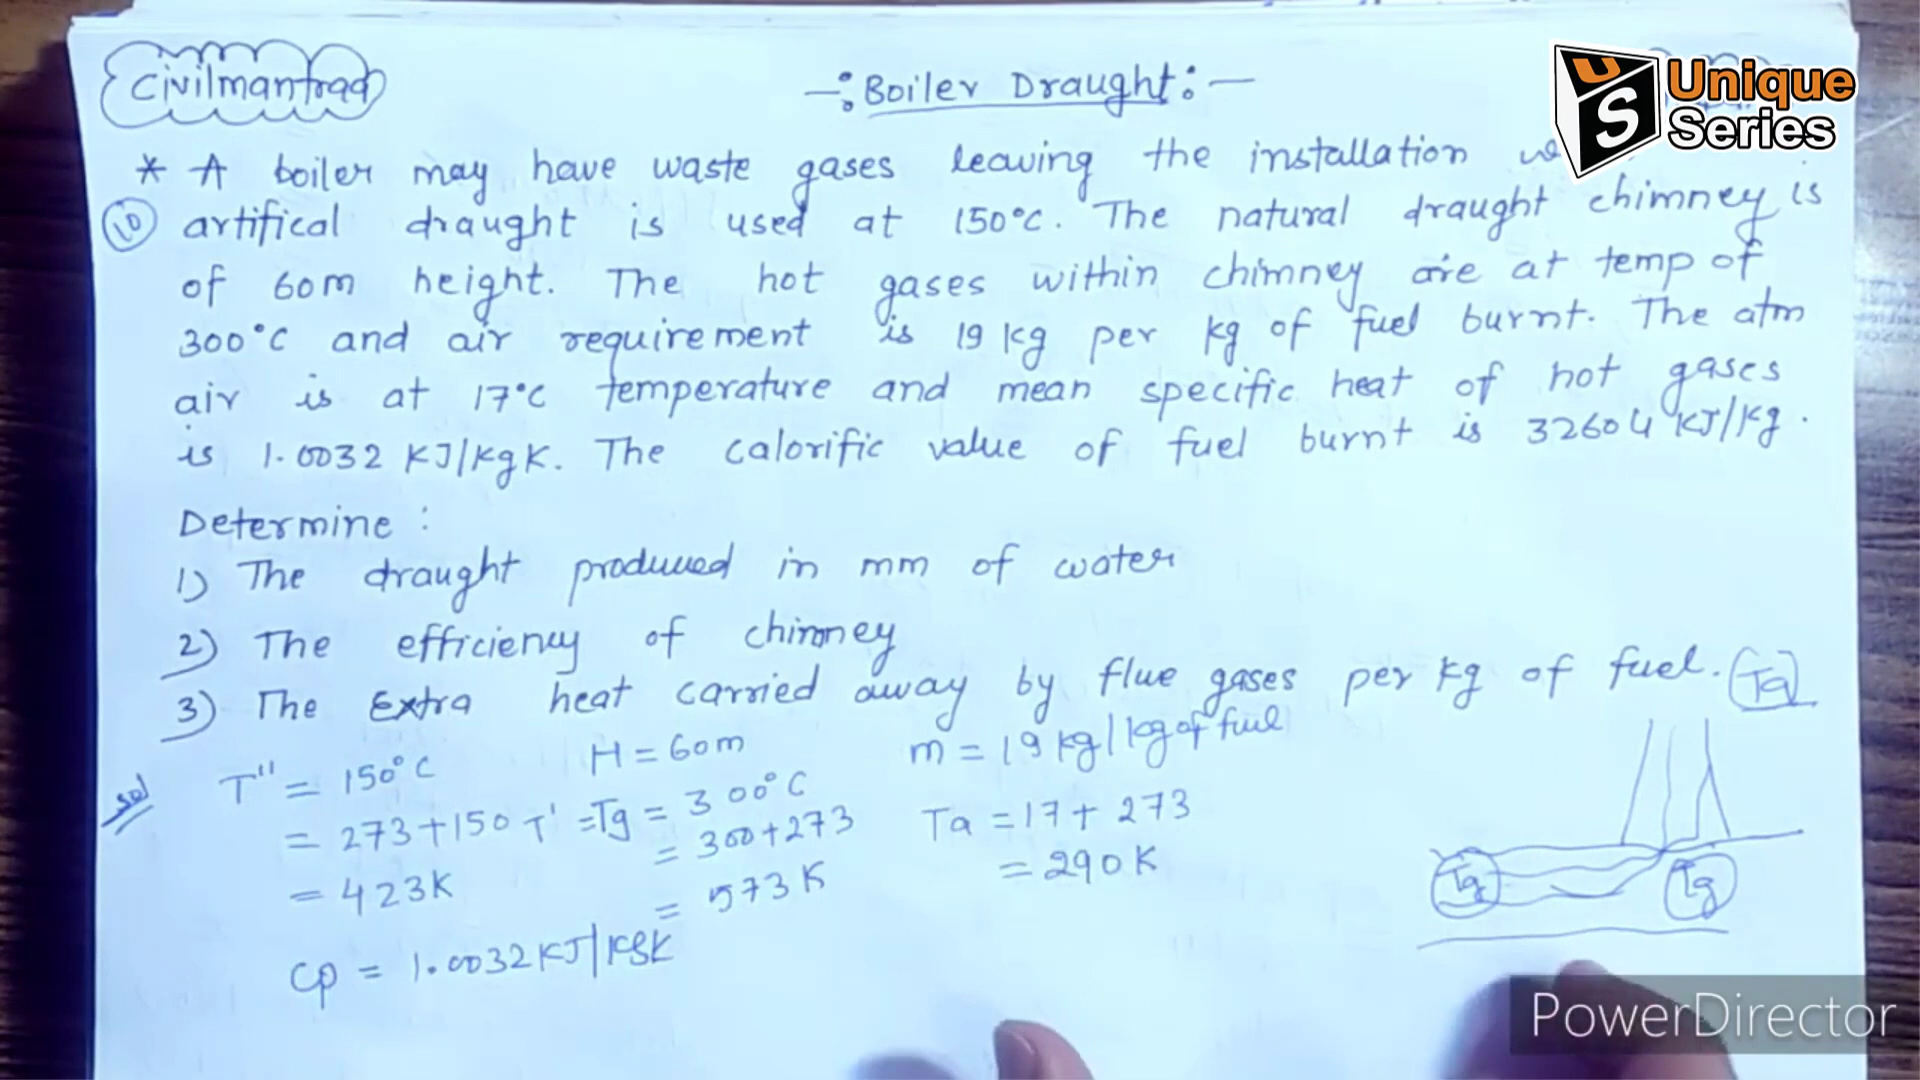 Civilmantraa
-: Boiler Draught :-
US Unique Series
* A boiler may have waste gases leaving the installation
10 artifical draught is used at 150°C. The natural draught chimney is
of 60m height. The hot gases within chimney are at temp of
300°C and air requirement is 19 kg per kg of fuel burnt. The atm
air is at 17°C temperature and mean specific heat of hot gases
is 1.0032 KJ/KgK. The calorific value of fuel burnt is 32604 KJ/Kg.
Determine :
1) The draught produced in mm of water
2) The efficiency of chimney
3) The Extra heat carried away by flue gases per kg of fuel. (Ta)
Sol T" = 150°C H = 60m m = 19 kg/kg of fuel
= 273+150 T' =Tg = 300°C Ta = 17 + 273
= 423K = 300+273 = 290K
= 573K
Tg Tg
Cp = 1.0032 KJ/KgK
PowerDirector